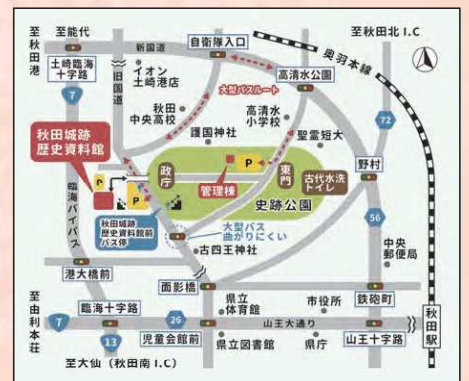 至秋田港
至能代
至秋田北 I.C
土崎臨海
十字路
新国道
自衛隊入口
奥羽本線
7
旧国道
イオン
土崎港店
大型バスルート
高清水公園
秋田
中央高校
高清水
小学校
護国神社
聖霊短大
72
秋田城跡
歴史資料館
P
政庁
P
東門
古代水洗
トイレ
野村
管理棟
史跡公園
P
臨海バイパス
秋田城跡
歴史資料館前
バス停
大型バス
曲がりにくい
56
古四王神社
中央
郵便局
港大橋前
面影橋
秋田駅
至由利本荘
臨海十字路
県立
体育館
市役所
鉄砲町
7
26
山王大通り
13
児童会館前
県立図書館
県庁
山王十字路
至大仙（秋田南 I.C）